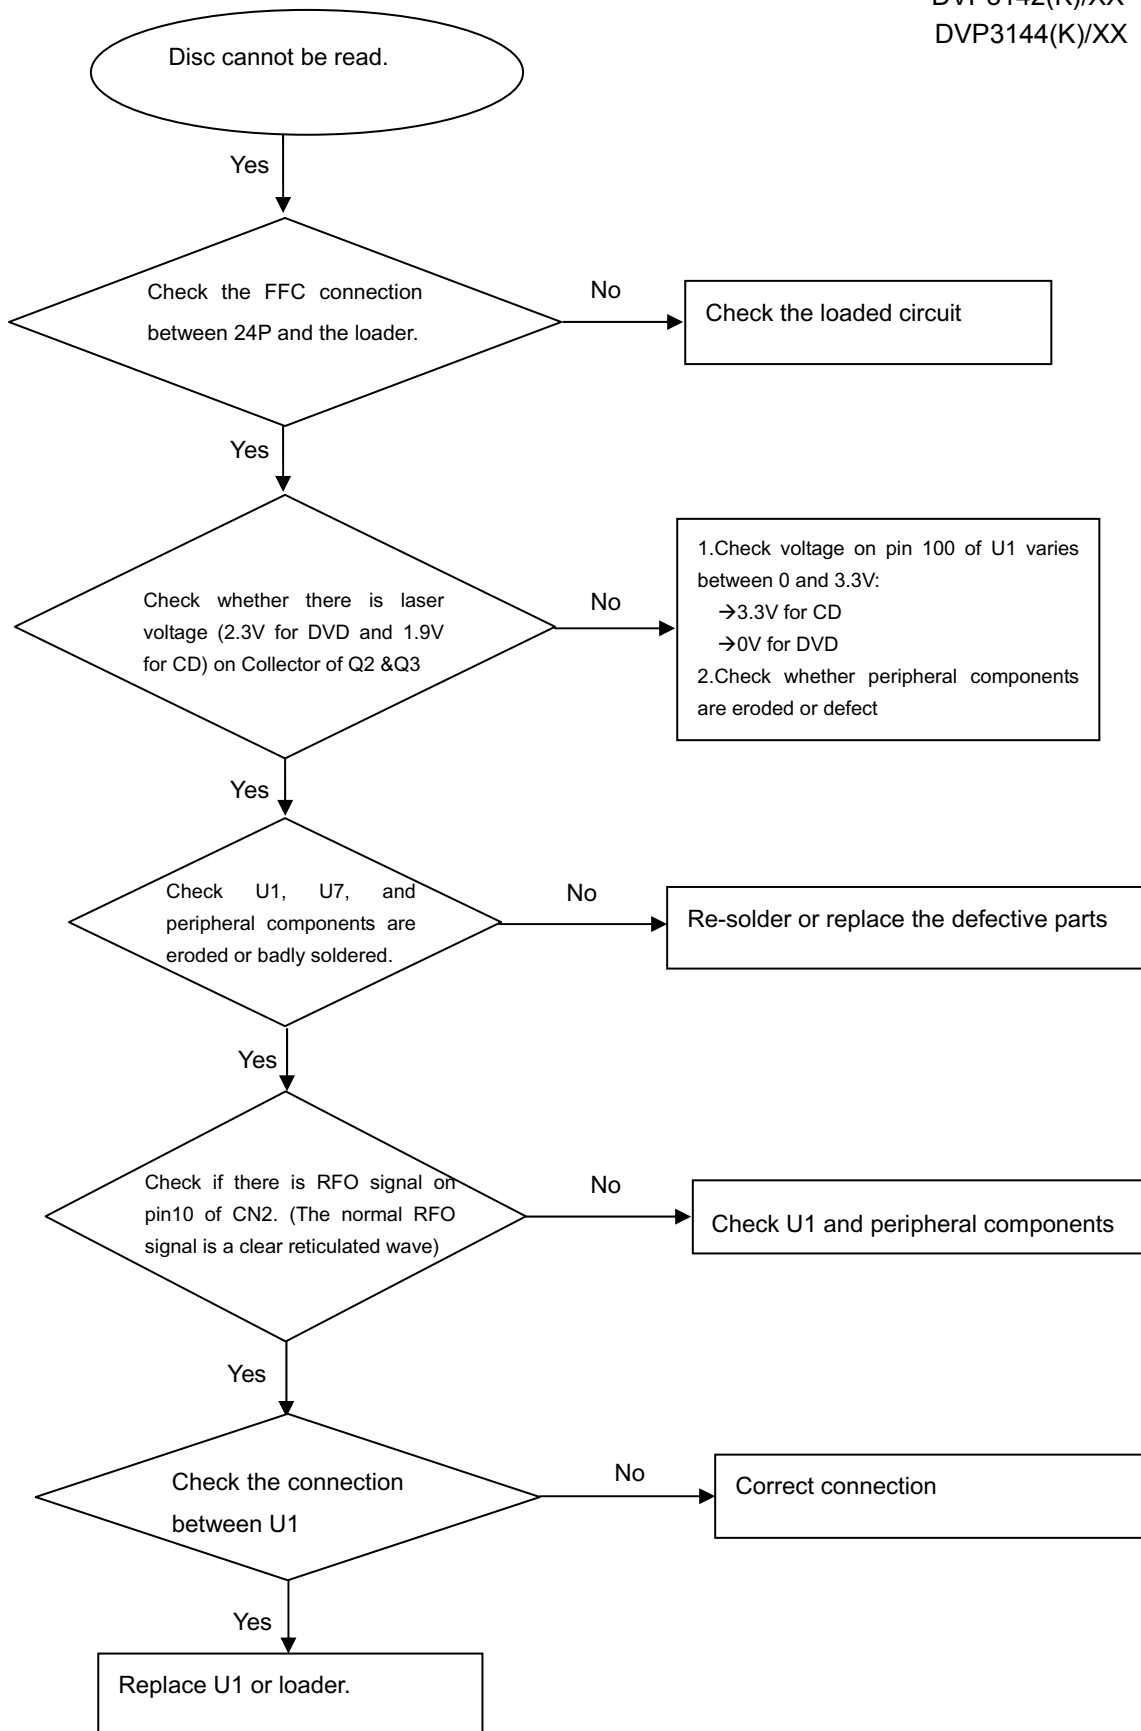 DVP3142(K)/XX
DVP3144(K)/XX
Disc cannot be read.
Yes
Check the FFC connection
between 24P and the loader.
No
Check the loaded circuit
Yes
Check whether there is laser
voltage (2.3V for DVD and 1.9V
for CD) on Collector of Q2 &Q3
No
1.Check voltage on pin 100 of U1 varies
between 0 and 3.3V:
→3.3V for CD
→0V for DVD
2.Check whether peripheral components
are eroded or defect
Yes
Check U1, U7, and
peripheral components are
eroded or badly soldered.
No
Re-solder or replace the defective parts
Yes
Check if there is RFO signal on
pin10 of CN2. (The normal RFO
signal is a clear reticulated wave)
No
Check U1 and peripheral components
Yes
Check the connection
between U1
No
Correct connection
Yes
Replace U1 or loader.